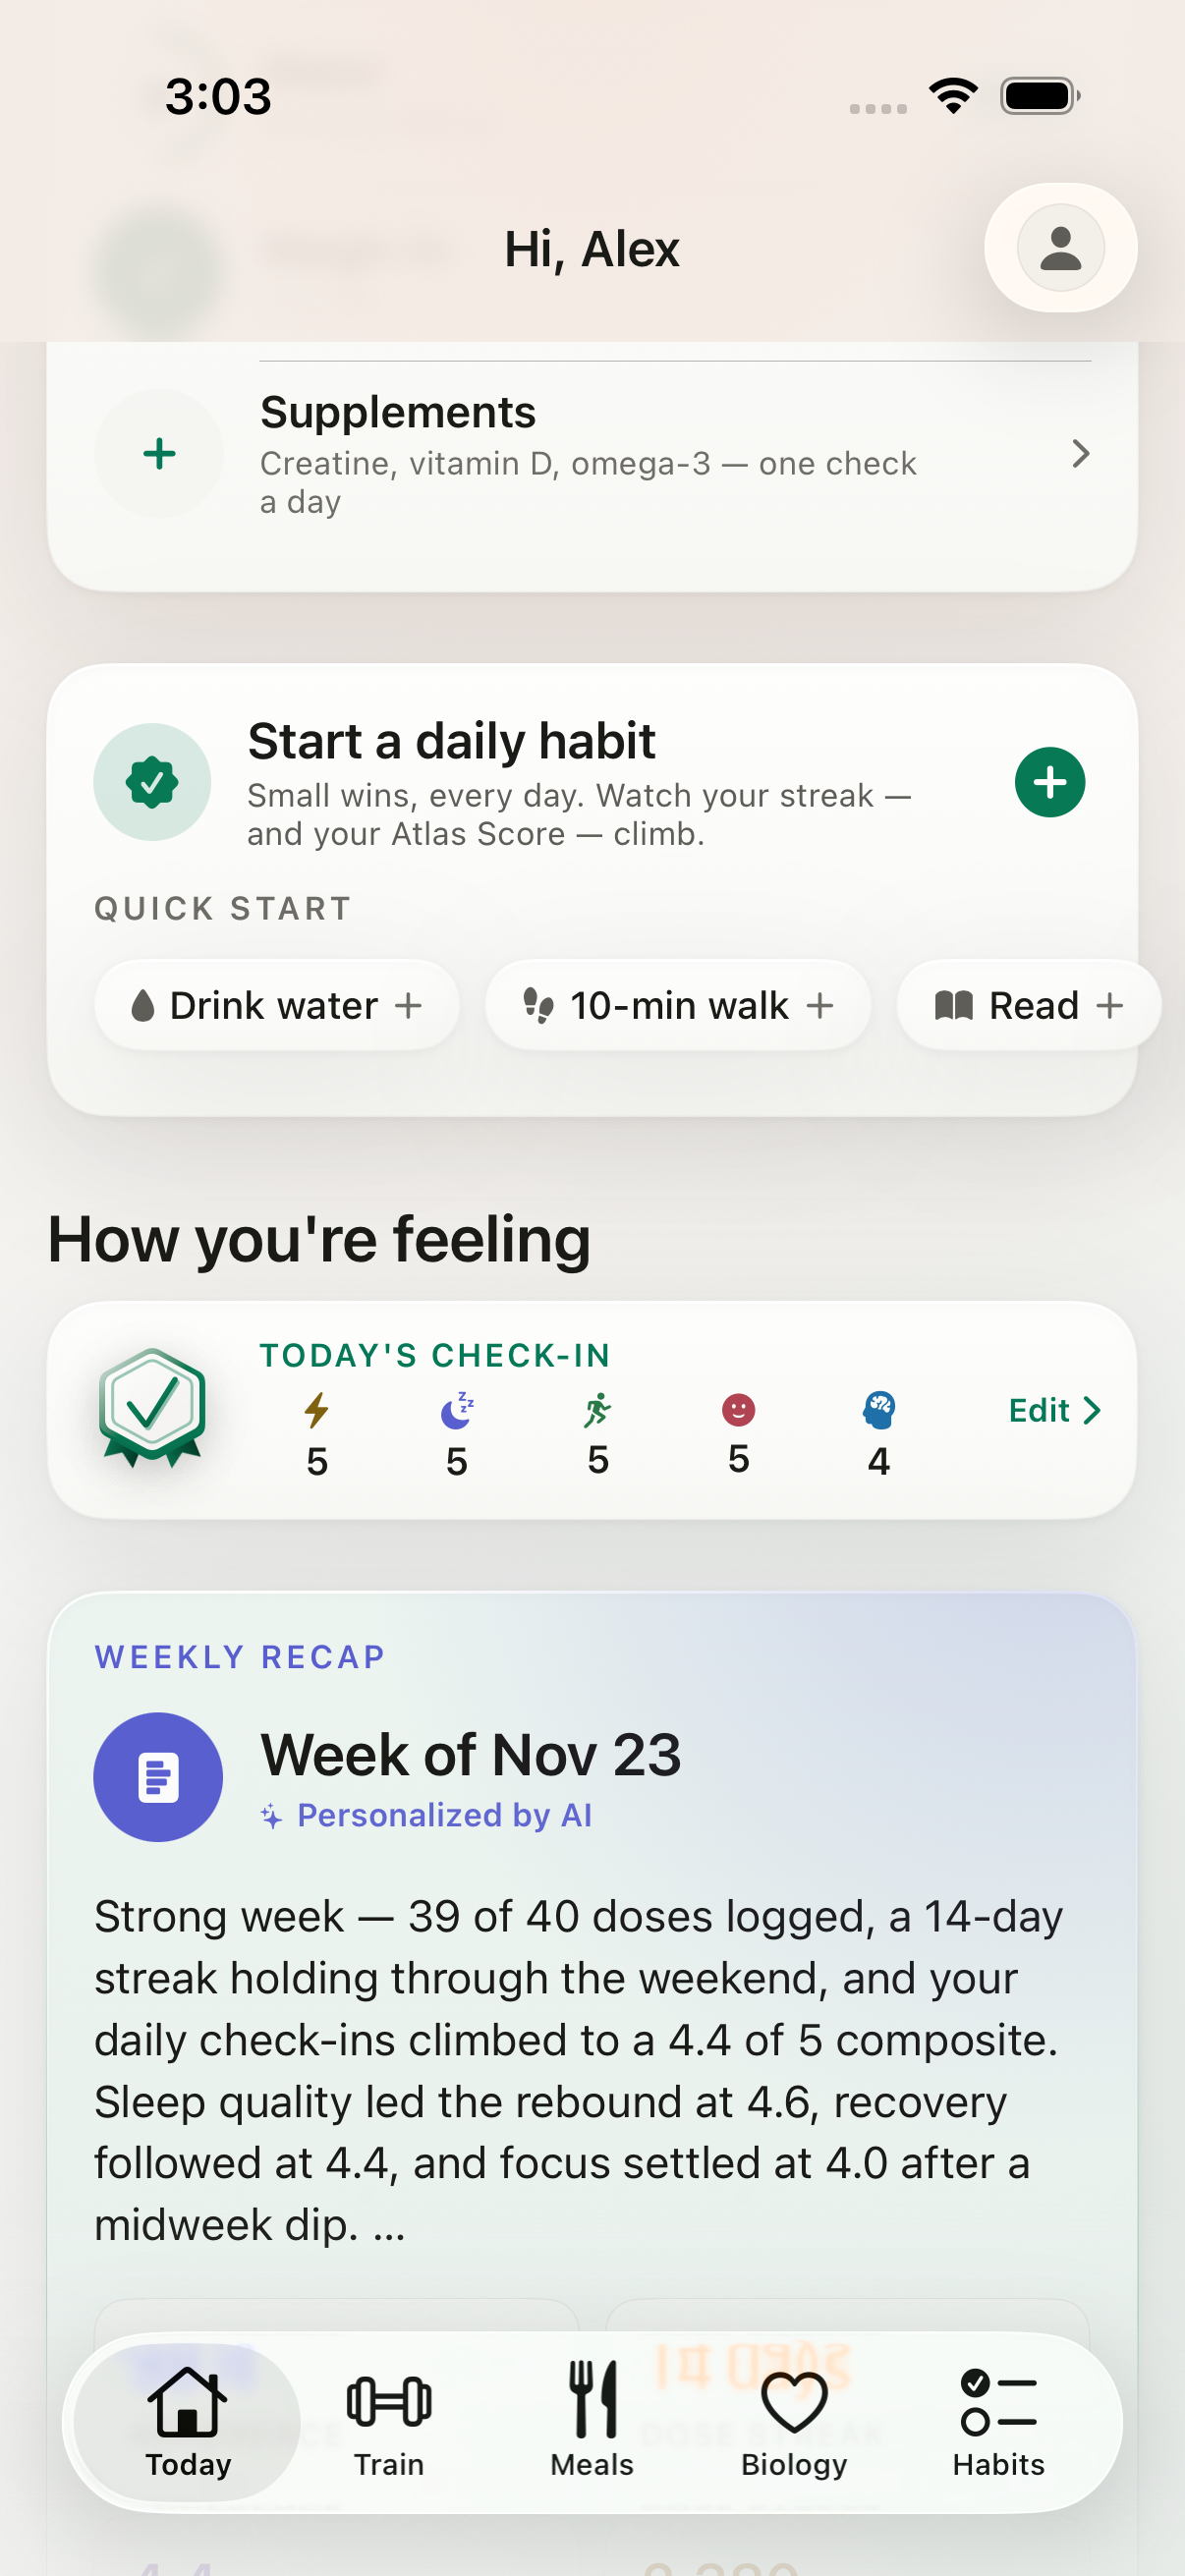 3:03
Hi, Alex
Supplements
Creatine, vitamin D, omega-3 — one check
a day
Start a daily habit
Small wins, every day. Watch your streak —
and your Atlas Score — climb.
QUICK START
Drink water
10-min walk
Read
How you're feeling
TODAY'S CHECK-IN
5 5 5 5 4
Edit
WEEKLY RECAP
Week of Nov 23
Personalized by AI
Strong week — 39 of 40 doses logged, a 14-day
streak holding through the weekend, and your
daily check-ins climbed to a 4.4 of 5 composite.
Sleep quality led the rebound at 4.6, recovery
followed at 4.4, and focus settled at 4.0 after a
midweek dip. ...
DOSE STREAK
Today Train Meals Biology Habits